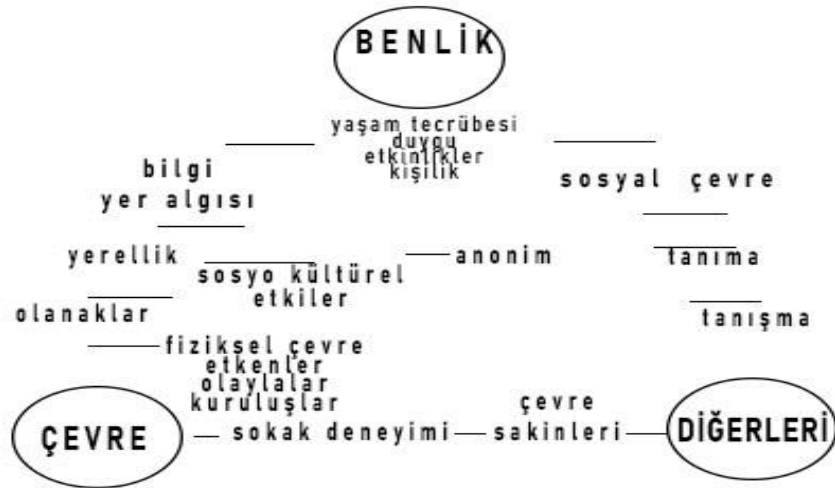 BENLİK
yaşam tecrübesi
duygu
etkinlikler
kişilik
bilgi
yer algısı
sosyal çevre
yerellik
sosyo kültürel
etkiler
anonim
tanıma
olanaklar
tanışma
fiziksel çevre
etkenler
olaylalar
kuruluşlar
ÇEVRE
sokak deneyimi
çevre
sakinleri
DİĞERLERİ